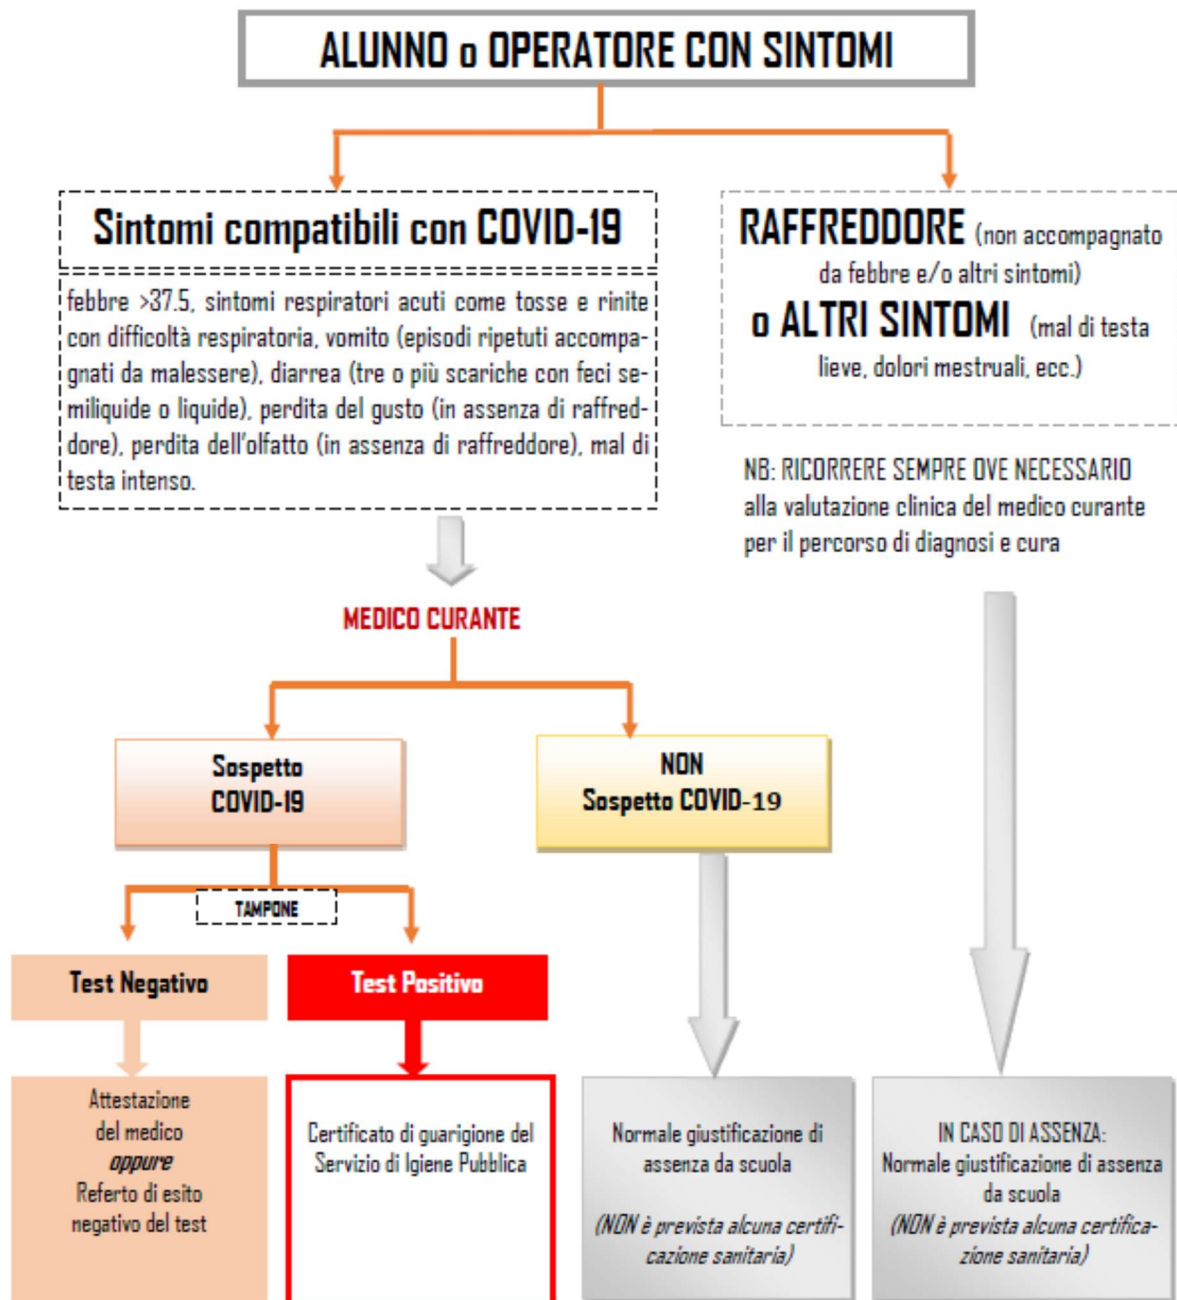 ALUNNO o OPERATORE CON SINTOMI
Sintomi compatibili con COVID-19
febbre >37.5, sintomi respiratori acuti come tosse e rinite
con difficoltà respiratoria, vomito (episodi ripetuti accompa-
gnati da malessere), diarrea (tre o più scariche con feci se-
miliquide o liquide), perdita del gusto (in assenza di raffred-
dore), perdita dell'olfatto (in assenza di raffreddore), mal di
testa intenso.
RAFFREDDORE (non accompagnato
da febbre e/o altri sintomi)
o ALTRI SINTOMI (mal di testa
lieve, dolori mestruali, ecc.)
NB: RICORRERE SEMPRE OVE NECESSARIO
alla valutazione clinica del medico curante
per il percorso di diagnosi e cura
MEDICO CURANTE
Sospetto
COVID-19
NON
Sospetto COVID-19
TAMPONE
Test Negativo
Test Positivo
Attestazione
del medico
oppure
Referto di esito
negativo del test
Certificato di guarigione del
Servizio di Igiene Pubblica
Normale giustificazione di
assenza da scuola
(NON è prevista alcuna certifi-
cazione sanitaria)
IN CASO DI ASSENZA:
Normale giustificazione di assenza
da scuola
(NON è prevista alcuna certifica-
zione sanitaria)